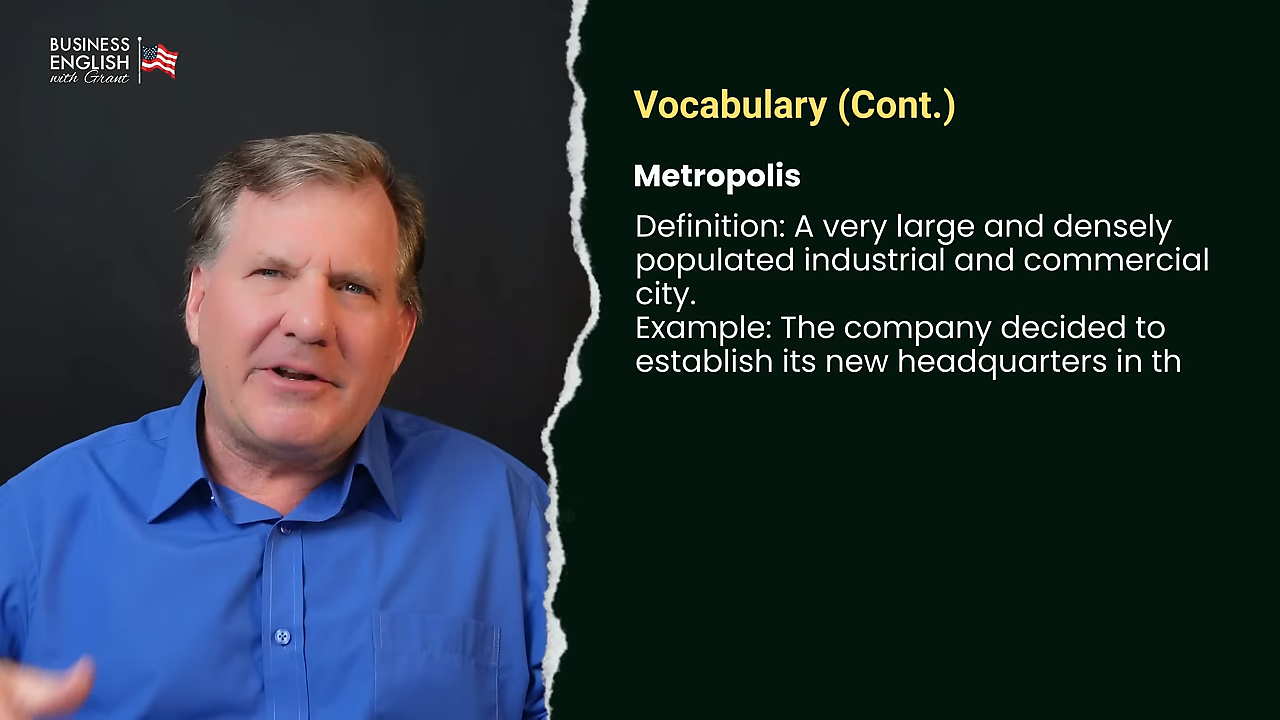 BUSINESS
ENGLISH
with Grant
Vocabulary (Cont.)
Metropolis
Definition: A very large and densely
populated industrial and commercial
city.
Example: The company decided to
establish its new headquarters in th